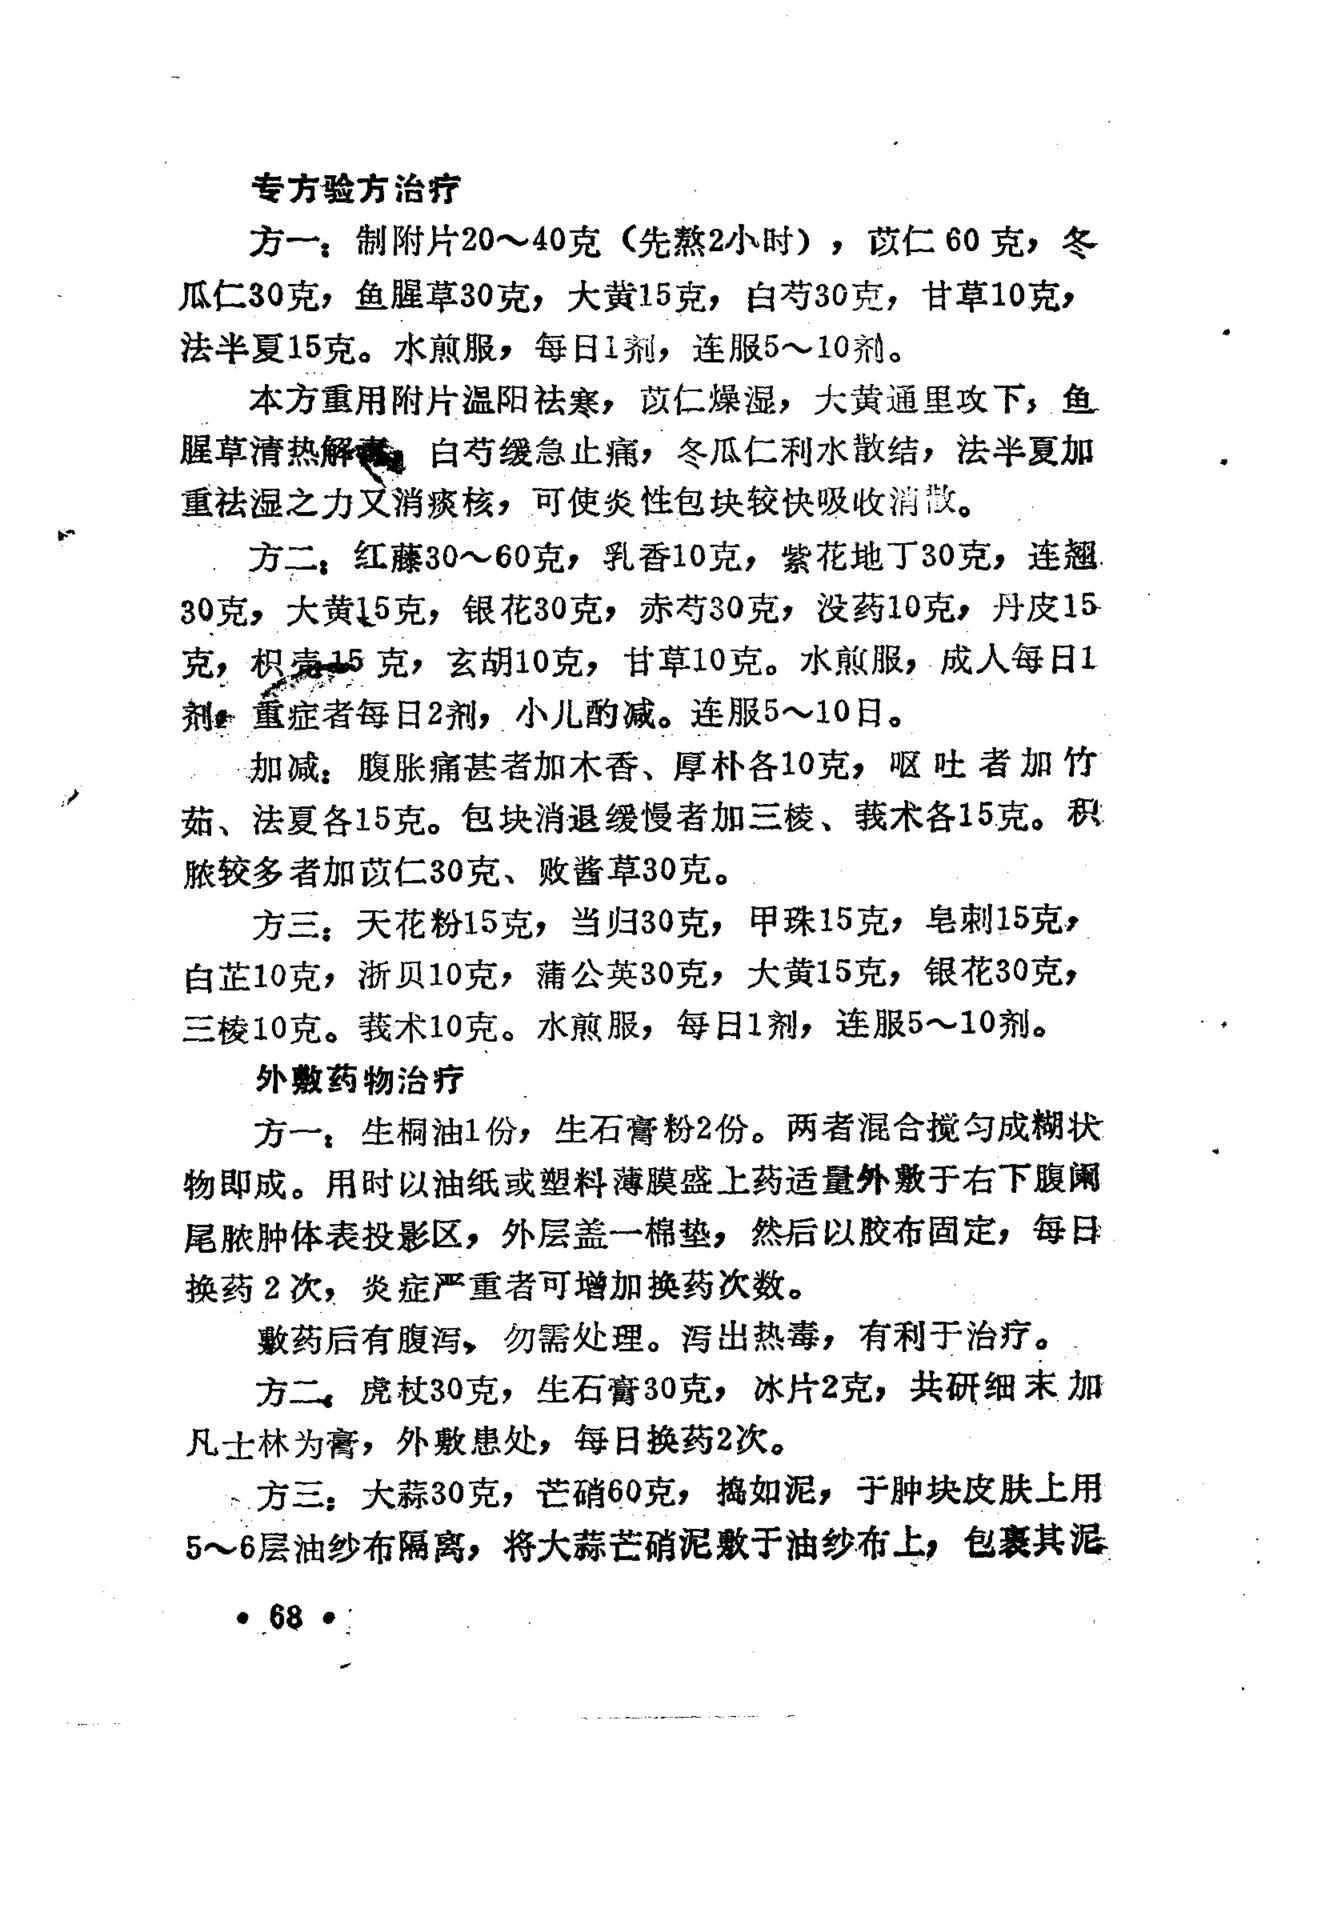 专方验方治疗
方一：制附片20～40克（先熬2小时），苡仁60克，冬
瓜仁30克，鱼腥草30克，大黄15克，白芍30克，甘草10克，
法半夏15克。水煎服，每日1剂，连服5～10剂。
本方重用附片温阳祛寒，苡仁燥湿，大黄通里攻下，鱼
腥草清热解毒，白芍缓急止痛，冬瓜仁利水散结，法半夏加
重祛湿之力又消痰核，可使炎性包块较快吸收消散。
方二：红藤30～60克，乳香10克，紫花地丁30克，连翘
30克，大黄15克，银花30克，赤芍30克，没药10克，丹皮15
克，枳壳15克，玄胡10克，甘草10克。水煎服，成人每日1
剂，重症者每日2剂，小儿酌减。连服5～10日。
加减：腹胀痛甚者加木香、厚朴各10克，呕吐者加竹
茹、法夏各15克。包块消退缓慢者加三棱、莪术各15克。积
脓较多者加苡仁30克、败酱草30克。
方三：天花粉15克，当归30克，甲珠15克，皂刺15克，
白芷10克，浙贝10克，蒲公英30克，大黄15克，银花30克，
三棱10克。莪术10克。水煎服，每日1剂，连服5～10剂。
外敷药物治疗
方一：生桐油1份，生石膏粉2份。两者混合搅匀成糊状
物即成。用时以油纸或塑料薄膜盛上药适量外敷于右下腹阑
尾脓肿体表投影区，外层盖一棉垫，然后以胶布固定，每日
换药2次，炎症严重者可增加换药次数。
敷药后有腹泻，勿需处理。泻出热毒，有利于治疗。
方二：虎杖30克，生石膏30克，冰片2克，共研细末加
凡士林为膏，外敷患处，每日换药2次。
方三：大蒜30克，芒硝60克，捣如泥，于肿块皮肤上用
5～6层油纱布隔离，将大蒜芒硝泥敷于油纱布上，包裹其泥
• 68 •